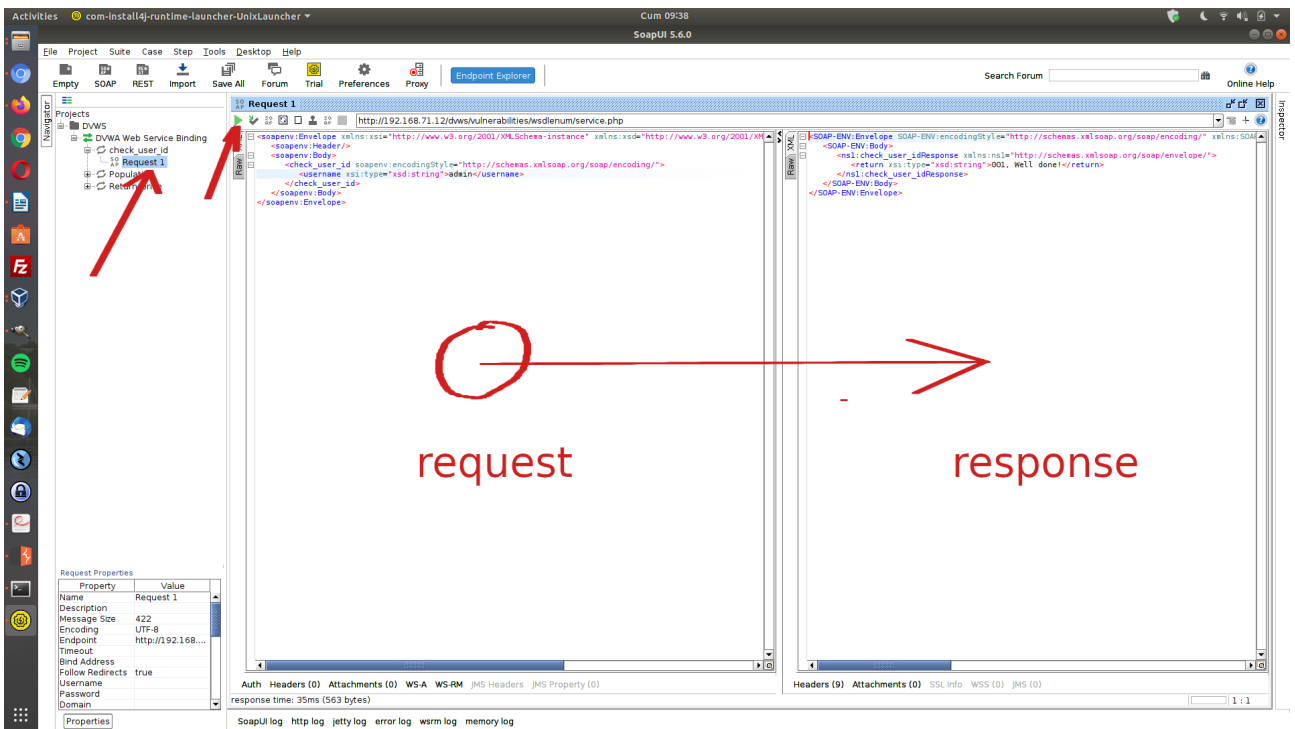 Activities com-install4j-runtime-launcher-UnixLauncher Cum 09:38
SoapUI 5.6.0
File Project Suite Case Step Tools Desktop Help
Empty SOAP REST Import Save All Forum Trial Preferences Proxy Endpoint Explorer Search Forum Online Help
Navigator
Projects
DVWS
DVWA Web Service Binding
check_user_id
Request 1
SO AP Request 1
http://192.168.71.12/dvws/vulnerabilities/wsdlenum/service.php
Raw
<soapenv:Envelope xmlns:xsi="http://www.w3.org/2001/XMLSchema-instance" xmlns:xsd="http://www.w3.org/2001/XM
<soapenv:Header/>
<soapenv:Body>
<check_user_id soapenv:encodingStyle="http://schemas.xmlsoap.org/soap/encoding/">
<username xsi:type="xsd:string">admin</username>
</check_user_id>
</soapenv:Body>
</soapenv:Envelope>
XML
Raw
<SOAP-ENV:Envelope SOAP-ENV:encodingStyle="http://schemas.xmlsoap.org/soap/encoding/" xmlns:SOAP
<SOAP-ENV:Body>
<ns1:check_user_idResponse xmlns:ns1="http://schemas.xmlsoap.org/soap/envelope/">
<return xsi:type="xsd:string">001, Well done!</return>
</ns1:check_user_idResponse>
</SOAP-ENV:Body>
</SOAP-ENV:Envelope>
Inspector
request
response
Request Properties
Property Value
Name Request 1
Description
Message Size 422
Encoding UTF-8
Endpoint http://192.168....
Timeout
Bind Address
Follow Redirects true
Username
Password
Domain
Properties
Auth Headers (0) Attachments (0) WS-A WS-RM JMS Headers JMS Property (0)
Headers (9) Attachments (0) SSL Info WSS (0) JMS (0)
response time: 35ms (563 bytes)
1 : 1
SoapUI log http log jetty log error log wsrm log memory log